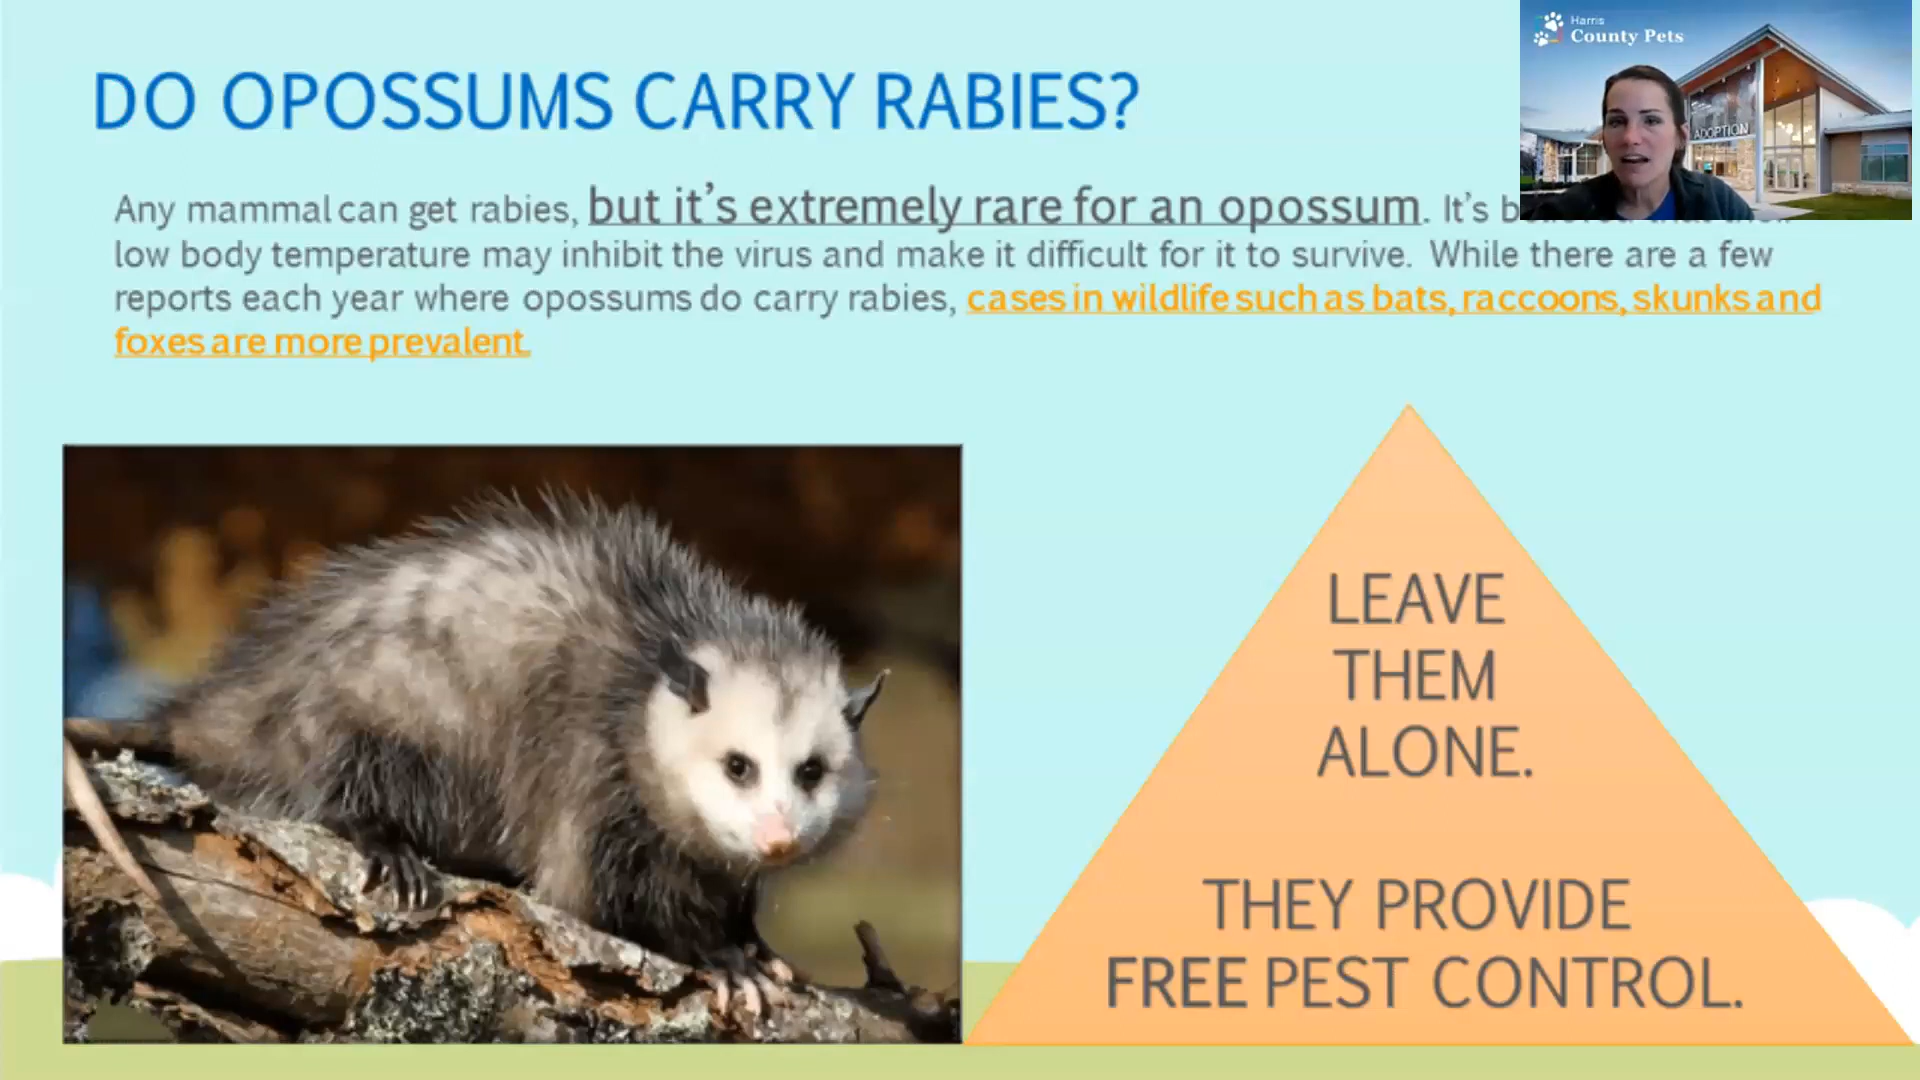 DO OPOSSUMS CARRY RABIES?
Harris
County Pets
ADOPTION
Any mammal can get rabies, but it's extremely rare for an opossum. It's
low body temperature may inhibit the virus and make it difficult for it to survive. While there are a few
reports each year where opossums do carry rabies, cases in wildlife such as bats, raccoons, skunks and
foxes are more prevalent.
LEAVE
THEM
ALONE.
THEY PROVIDE
FREE PEST CONTROL.